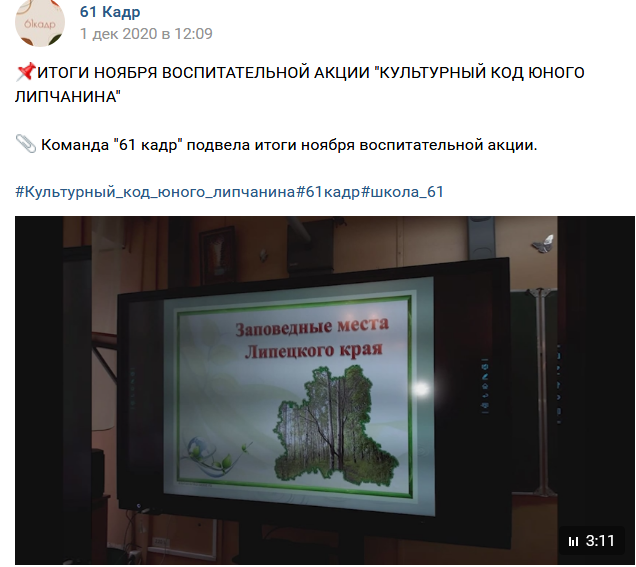 61кадр
61 Кадр
1 дек 2020 в 12:09
ИТОГИ НОЯБРЯ ВОСПИТАТЕЛЬНОЙ АКЦИИ "КУЛЬТУРНЫЙ КОД ЮНОГО
ЛИПЧАНИНА"
Команда "61 кадр" подвела итоги ноября воспитательной акции.
#Культурный_код_юного_липчанина#61кадр#школа_61
Заповедные места
Липецкого края
3:11